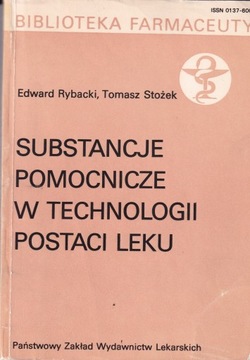 BIBLIOTEKA FARMACEUTY
ISSN 0137-60
Edward Rybacki, Tomasz Stożek
SUBSTANCJE
POMOCNICZE
W TECHNOLOGII
POSTACI LEKU
Państwowy Zakład Wydawnictw Lekarskich